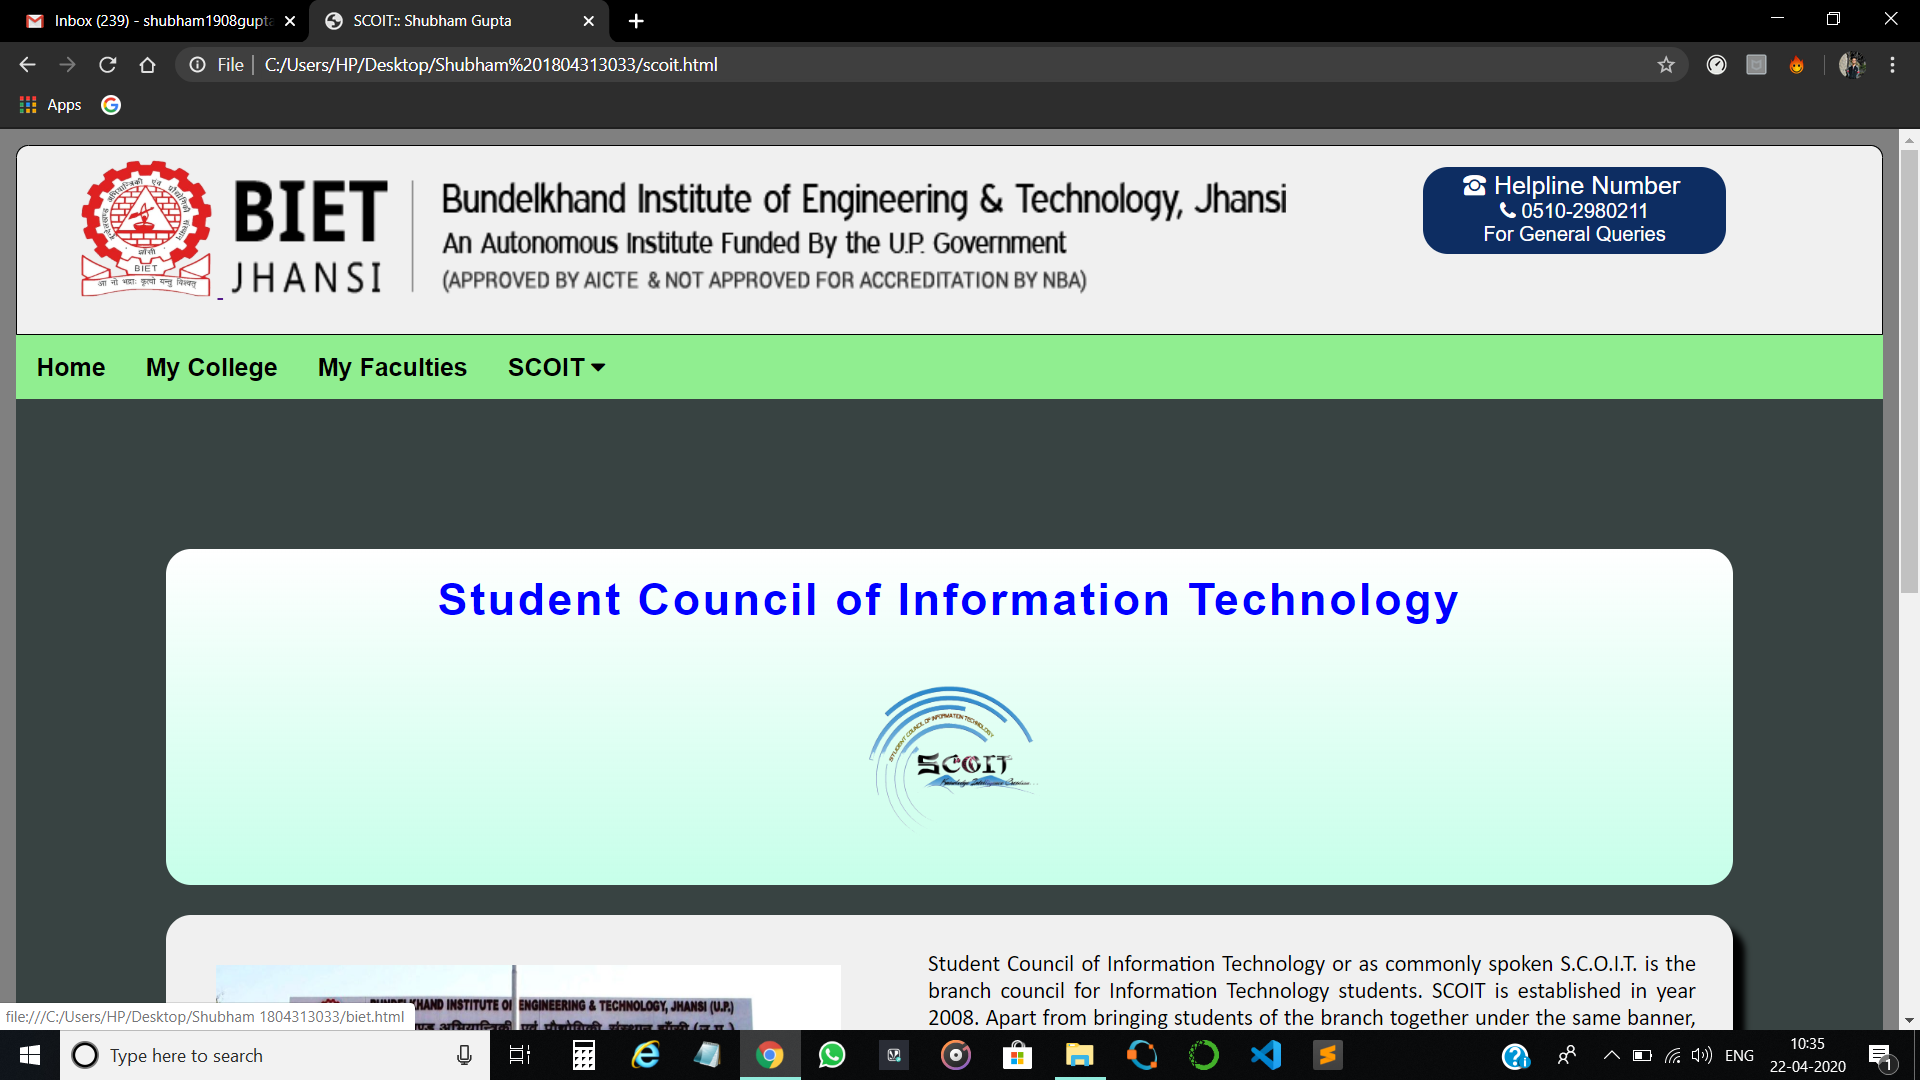 Inbox (239) - shubham1908gupta
SCOIT:: Shubham Gupta
File
C:/Users/HP/Desktop/Shubham%201804313033/scoit.html
Apps
BIET
JHANSI
BIET
Bundelkhand Institute of Engineering & Technology, Jhansi
An Autonomous Institute Funded By the U.P. Government
(APPROVED BY AICTE & NOT APPROVED FOR ACCREDITATION BY NBA)
Helpline Number
0510-2980211
For General Queries
Home
My College
My Faculties
SCOIT
Student Council of Information Technology
STUDENT COUNCIL OF INFORMATION TECHNOLOGY
SCOIT
Student Council of Information Technology or as commonly spoken S.C.O.I.T. is the
branch council for Information Technology students. SCOIT is established in year
2008. Apart from bringing students of the branch together under the same banner,
BUNDELKHAND INSTITUTE OF ENGINEERING & TECHNOLOGY, JHANSI (U.P.)
file:///C:/Users/HP/Desktop/Shubham 1804313033/biet.html
Type here to search
ENG
10:35
22-04-2020
1